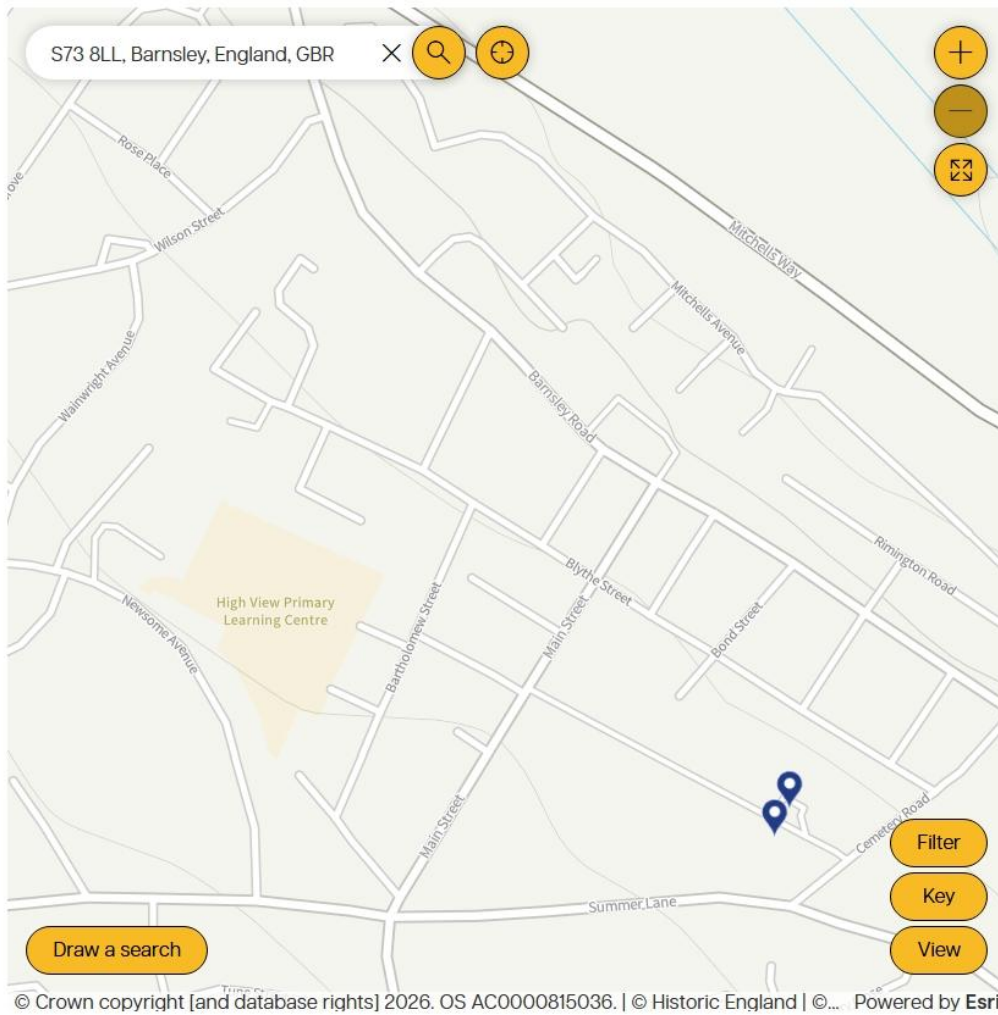 S73 8LL, Barnsley, England, GBR
Rose Place
Wilson Street
Mitchells Way
Mitchells Avenue
Wainwright Avenue
Barnsley Road
Rimington Road
Blythe Street
High View Primary
Learning Centre
Bartholomew Street
Main Street
Bond Street
Newsome Avenue
Main Street
Cemetery Road
Filter
Key
Summer Lane
Draw a search
View
© Crown copyright [and database rights] 2026. OS AC0000815036. | © Historic England | ©... Powered by Esri